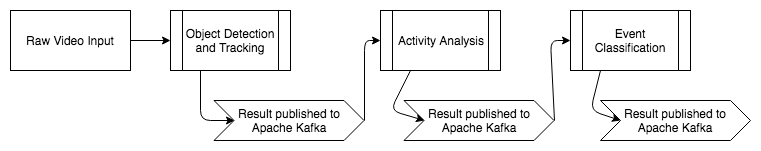 Raw Video Input
Object Detection
and Tracking
Activity Analysis
Event
Classification
Result published to
Apache Kafka
Result published to
Apache Kafka
Result published to
Apache Kafka